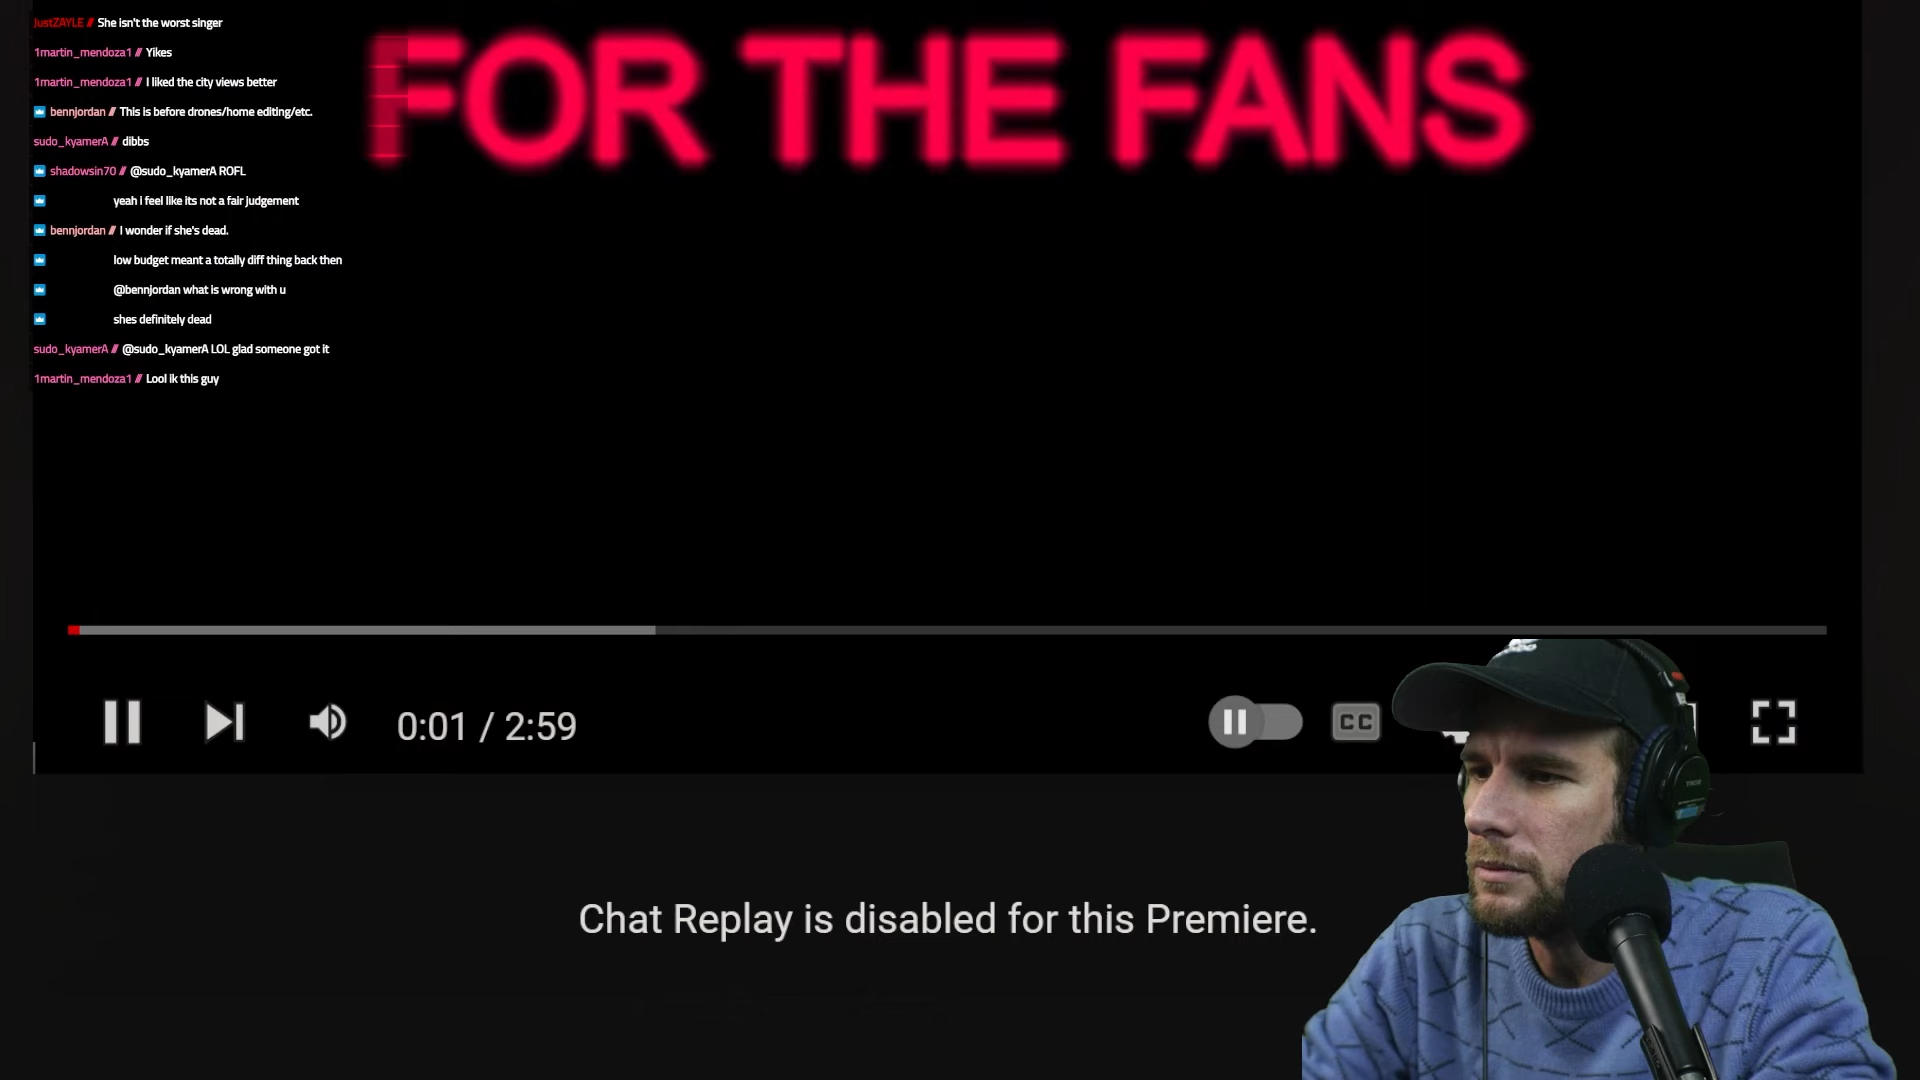 JustZAYLE // She isn't the worst singer
1martin_mendoza1 // Yikes
1martin_mendoza1 // I liked the city views better
bennjordan // This is before drones/home editing/etc.
sudo_kyamerA // dibbs
shadowsin70 // @sudo_kyamerA ROFL
yeah i feel like its not a fair judgement
bennjordan // I wonder if she's dead.
low budget meant a totally diff thing back then
@bennjordan what is wrong with u
shes definitely dead
sudo_kyamerA // @sudo_kyamerA LOL glad someone got it
1martin_mendoza1 // Lool ik this guy
FOR THE FANS
0:01 / 2:59
CC
Chat Replay is disabled for this Premiere.